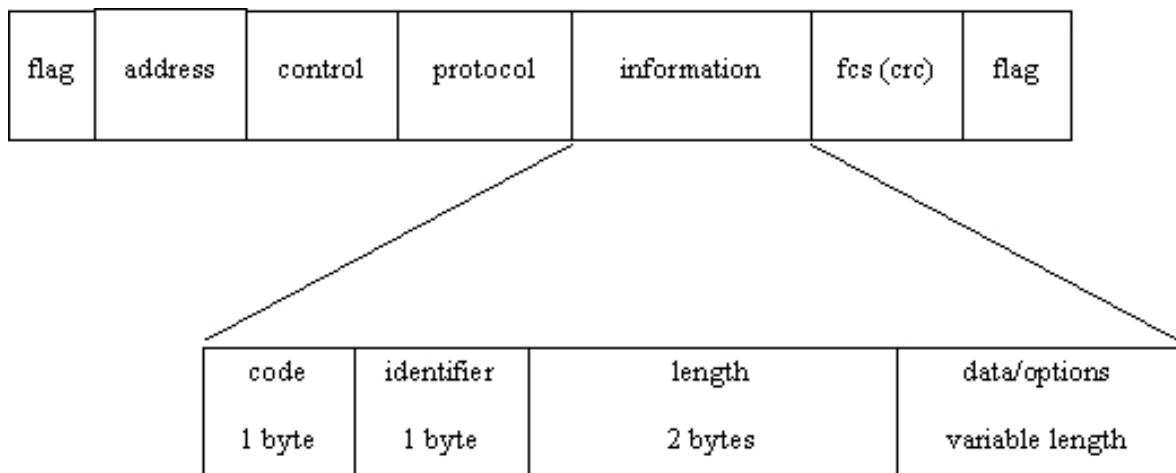 flag address control protocol information fcs (crc) flag
code identifier length data/options
1 byte 1 byte 2 bytes variable length